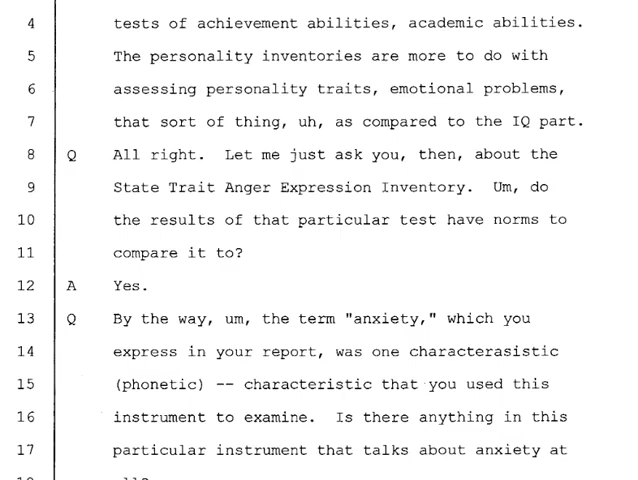 4 tests of achievement abilities, academic abilities.
5 The personality inventories are more to do with
6 assessing personality traits, emotional problems,
7 that sort of thing, uh, as compared to the IQ part.
8 Q All right. Let me just ask you, then, about the
9 State Trait Anger Expression Inventory. Um, do
10 the results of that particular test have norms to
11 compare it to?
12 A Yes.
13 Q By the way, um, the term "anxiety," which you
14 express in your report, was one characterasistic
15 (phonetic) -- characteristic that you used this
16 instrument to examine. Is there anything in this
17 particular instrument that talks about anxiety at